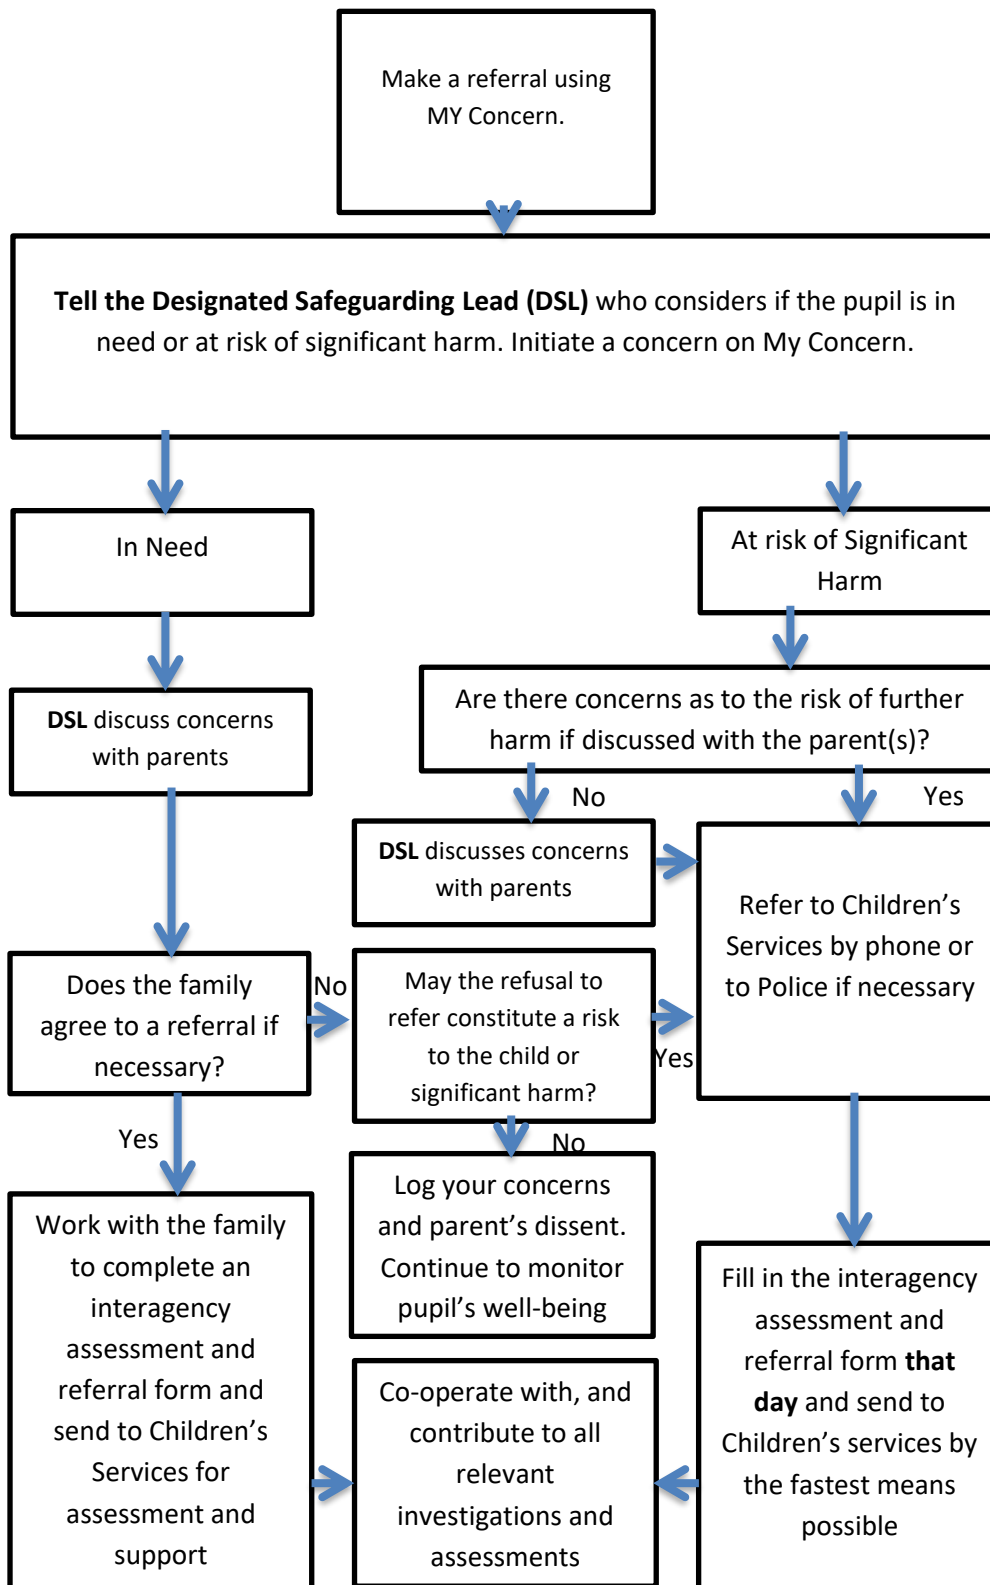 Make a referral using
MY Concern.
Tell the Designated Safeguarding Lead (DSL) who considers if the pupil is in
need or at risk of significant harm. Initiate a concern on My Concern.
In Need
At risk of Significant
Harm
DSL discuss concerns
with parents
Are there concerns as to the risk of further
harm if discussed with the parent(s)?
No
Yes
DSL discusses concerns
with parents
Refer to Children’s
Services by phone or
to Police if necessary
Does the family
agree to a referral if
necessary?
No
May the refusal to
refer constitute a risk
to the child or
significant harm?
Yes
Yes
No
Log your concerns
and parent’s dissent.
Continue to monitor
pupil’s well-being
Work with the family
to complete an
interagency
assessment and
referral form and
send to Children’s
Services for
assessment and
support
Co-operate with, and
contribute to all
relevant
investigations and
assessments
Fill in the interagency
assessment and
referral form that
day and send to
Children’s services by
the fastest means
possible